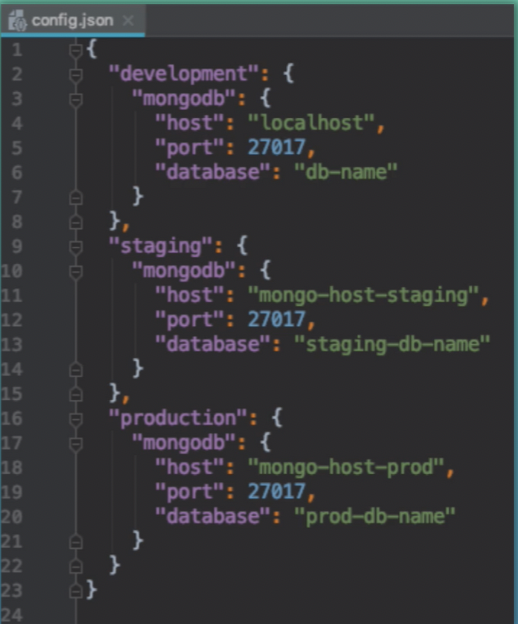 config.json
1 {
2 "development": {
3 "mongodb": {
4 "host": "localhost",
5 "port": 27017,
6 "database": "db-name"
7 }
8 },
9 "staging": {
10 "mongodb": {
11 "host": "mongo-host-staging",
12 "port": 27017,
13 "database": "staging-db-name"
14 }
15 },
16 "production": {
17 "mongodb": {
18 "host": "mongo-host-prod",
19 "port": 27017,
20 "database": "prod-db-name"
21 }
22 }
23 }
24